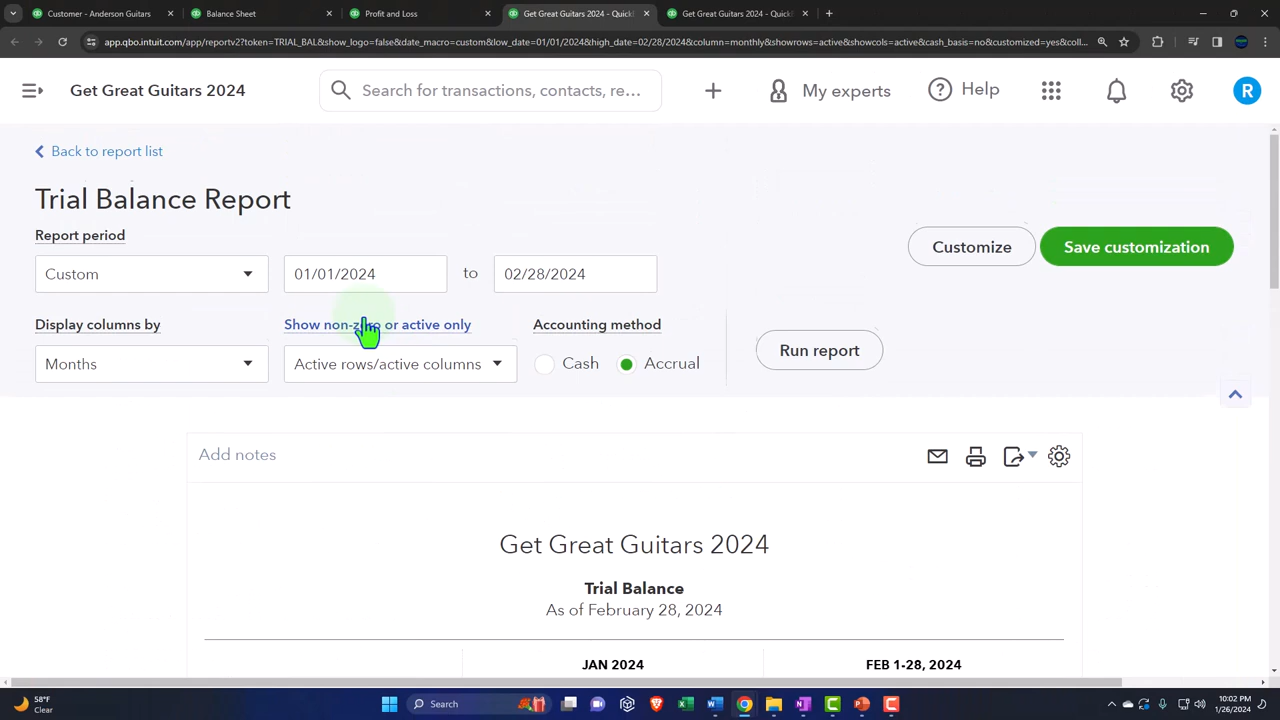 Customer - Anderson Guitars
Balance Sheet
Profit and Loss
Get Great Guitars 2024 - Quick
Get Great Guitars 2024 - Quick
app.qbo.intuit.com/app/reportv2?token=TRIAL_BAL&show_logo=false&date_macro=custom&low_date=01/01/2024&high_date=02/28/2024&column=monthly&showrows=active&showcols=active&cash_basis=no&customized=yes&coll...
Get Great Guitars 2024
Search for transactions, contacts, re...
My experts
Help
R
Back to report list
Trial Balance Report
Report period
Custom
01/01/2024
to
02/28/2024
Customize
Save customization
Display columns by
Show non-zero or active only
Accounting method
Months
Active rows/active columns
Cash
Accrual
Run report
Add notes
Get Great Guitars 2024
Trial Balance
As of February 28, 2024
JAN 2024
FEB 1-28, 2024
58°F
Clear
Search
10:02 PM
1/26/2024